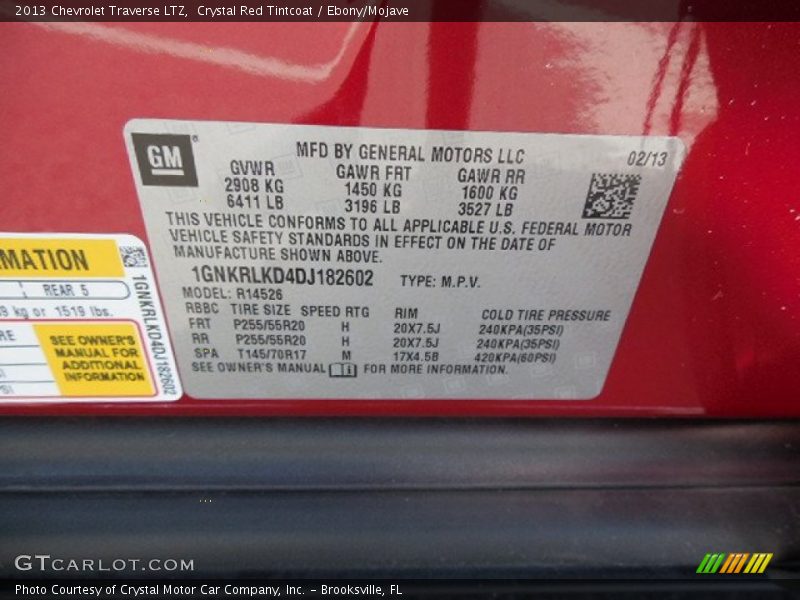 2013 Chevrolet Traverse LTZ, Crystal Red Tintcoat / Ebony/Mojave
GM
MFD BY GENERAL MOTORS LLC 02/13
GVWR GAWR FRT GAWR RR
2908 KG 1450 KG 1600 KG
6411 LB 3196 LB 3527 LB
THIS VEHICLE CONFORMS TO ALL APPLICABLE U.S. FEDERAL MOTOR
VEHICLE SAFETY STANDARDS IN EFFECT ON THE DATE OF
MANUFACTURE SHOWN ABOVE.
1GNKRLKD4DJ182602 TYPE: M.P.V.
MODEL: R14526
RBBC TIRE SIZE SPEED RTG RIM COLD TIRE PRESSURE
FRT P255/55R20 H 20X7.5J 240KPA(35PSI)
RR P255/55R20 H 20X7.5J 240KPA(35PSI)
SPA T145/70R17 M 17X4.5B 420KPA(60PSI)
SEE OWNER'S MANUAL FOR MORE INFORMATION.
MATION
REAR 5
kg or 1519 lbs.
SEE OWNER'S
MANUAL FOR
ADDITIONAL
INFORMATION
1GNKRLKD4DJ182602
GTCARLOT.COM
Photo Courtesy of Crystal Motor Car Company, Inc. – Brooksville, FL